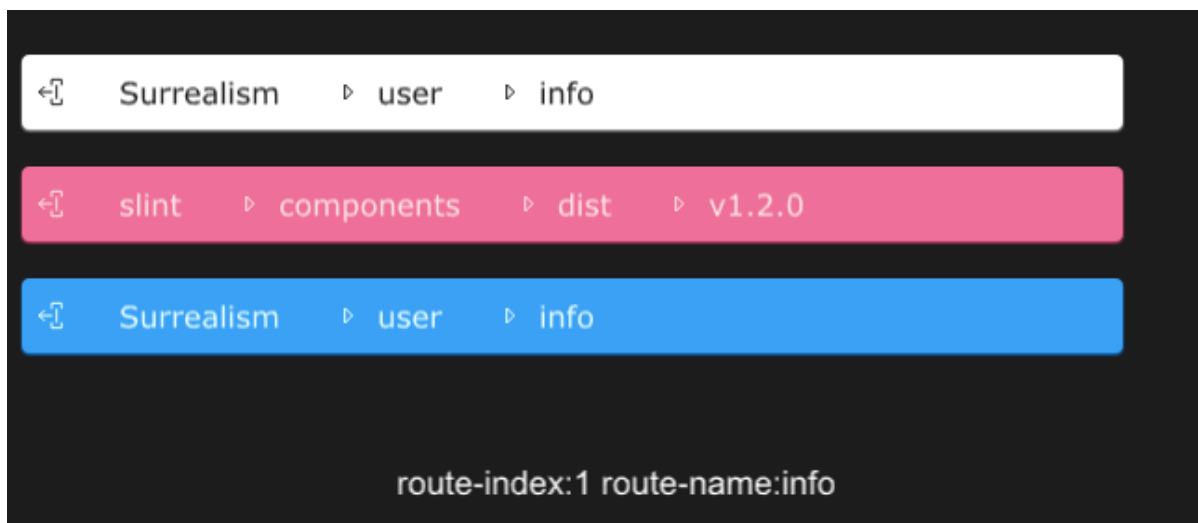 Surrealism user info
slint components dist v1.2.0
Surrealism user info
route-index:1 route-name:info